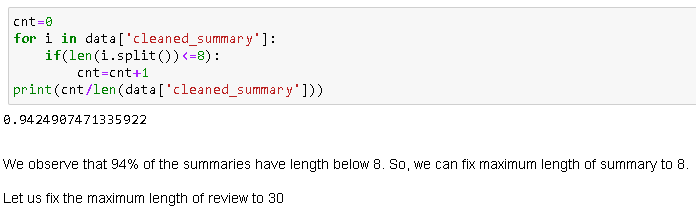 cnt=0
for i in data['cleaned_summary']:
    if(len(i.split())<=8):
        cnt=cnt+1
print(cnt/len(data['cleaned_summary']))
0.9424907471335922
We observe that 94% of the summaries have length below 8. So, we can fix maximum length of summary to 8.
Let us fix the maximum length of review to 30